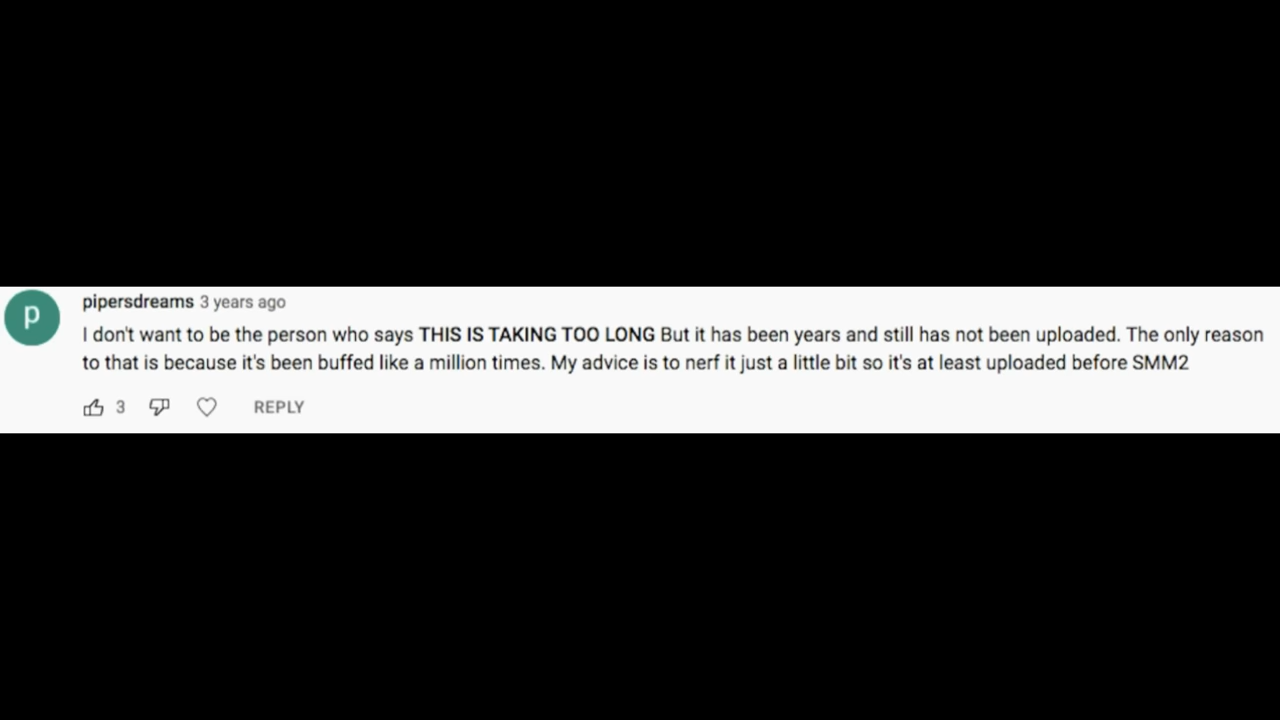 p
pipersdreams 3 years ago
I don't want to be the person who says THIS IS TAKING TOO LONG But it has been years and still has not been uploaded. The only reason
to that is because it's been buffed like a million times. My advice is to nerf it just a little bit so it's at least uploaded before SMM2
3 REPLY